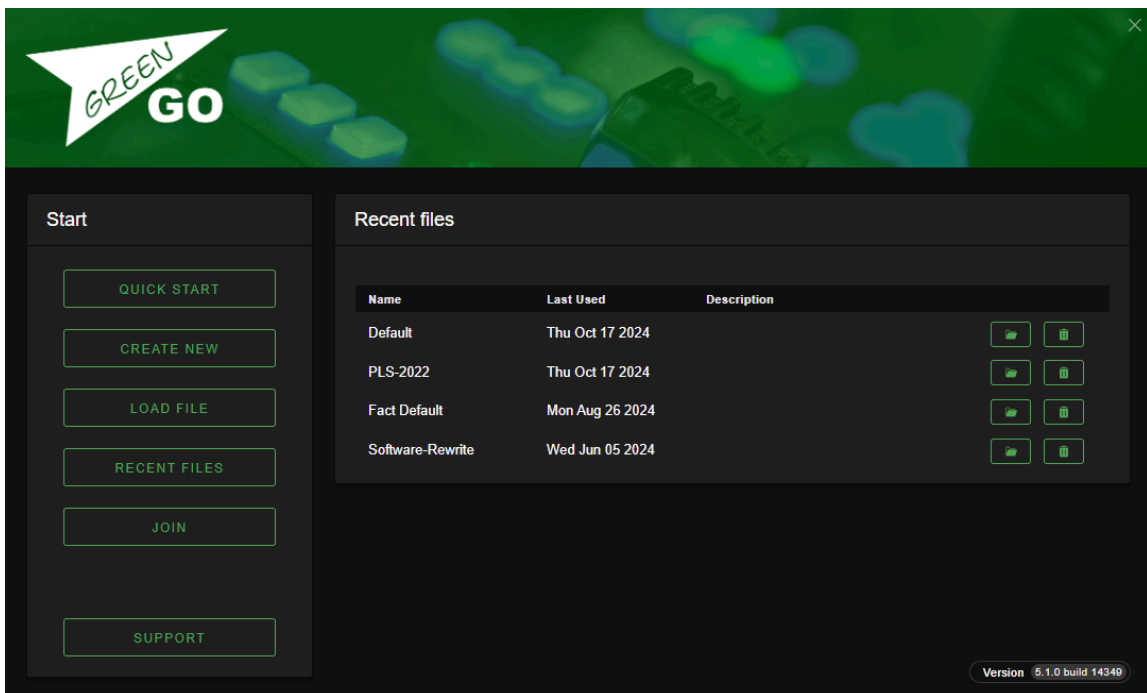 GREEN
GO
Start
QUICK START
CREATE NEW
LOAD FILE
RECENT FILES
JOIN
SUPPORT
Recent files
Name Last Used Description
Default Thu Oct 17 2024
PLS-2022 Thu Oct 17 2024
Fact Default Mon Aug 26 2024
Software-Rewrite Wed Jun 05 2024
Version 5.1.0 build 14349